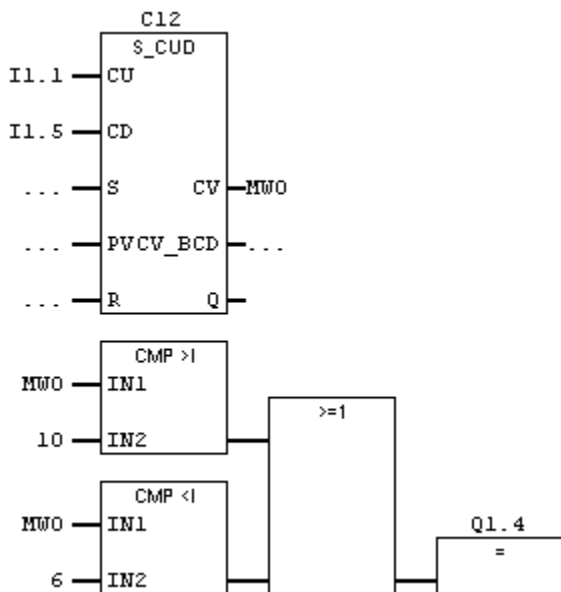 C12
S_CUD
I1.1 CU
I1.5 CD
... S CV MW0
... PV CV_BCD ...
... R Q
CMP >I
MW0 IN1
>=1
10 IN2
CMP <I
MW0 IN1
Q1.4
=
6 IN2